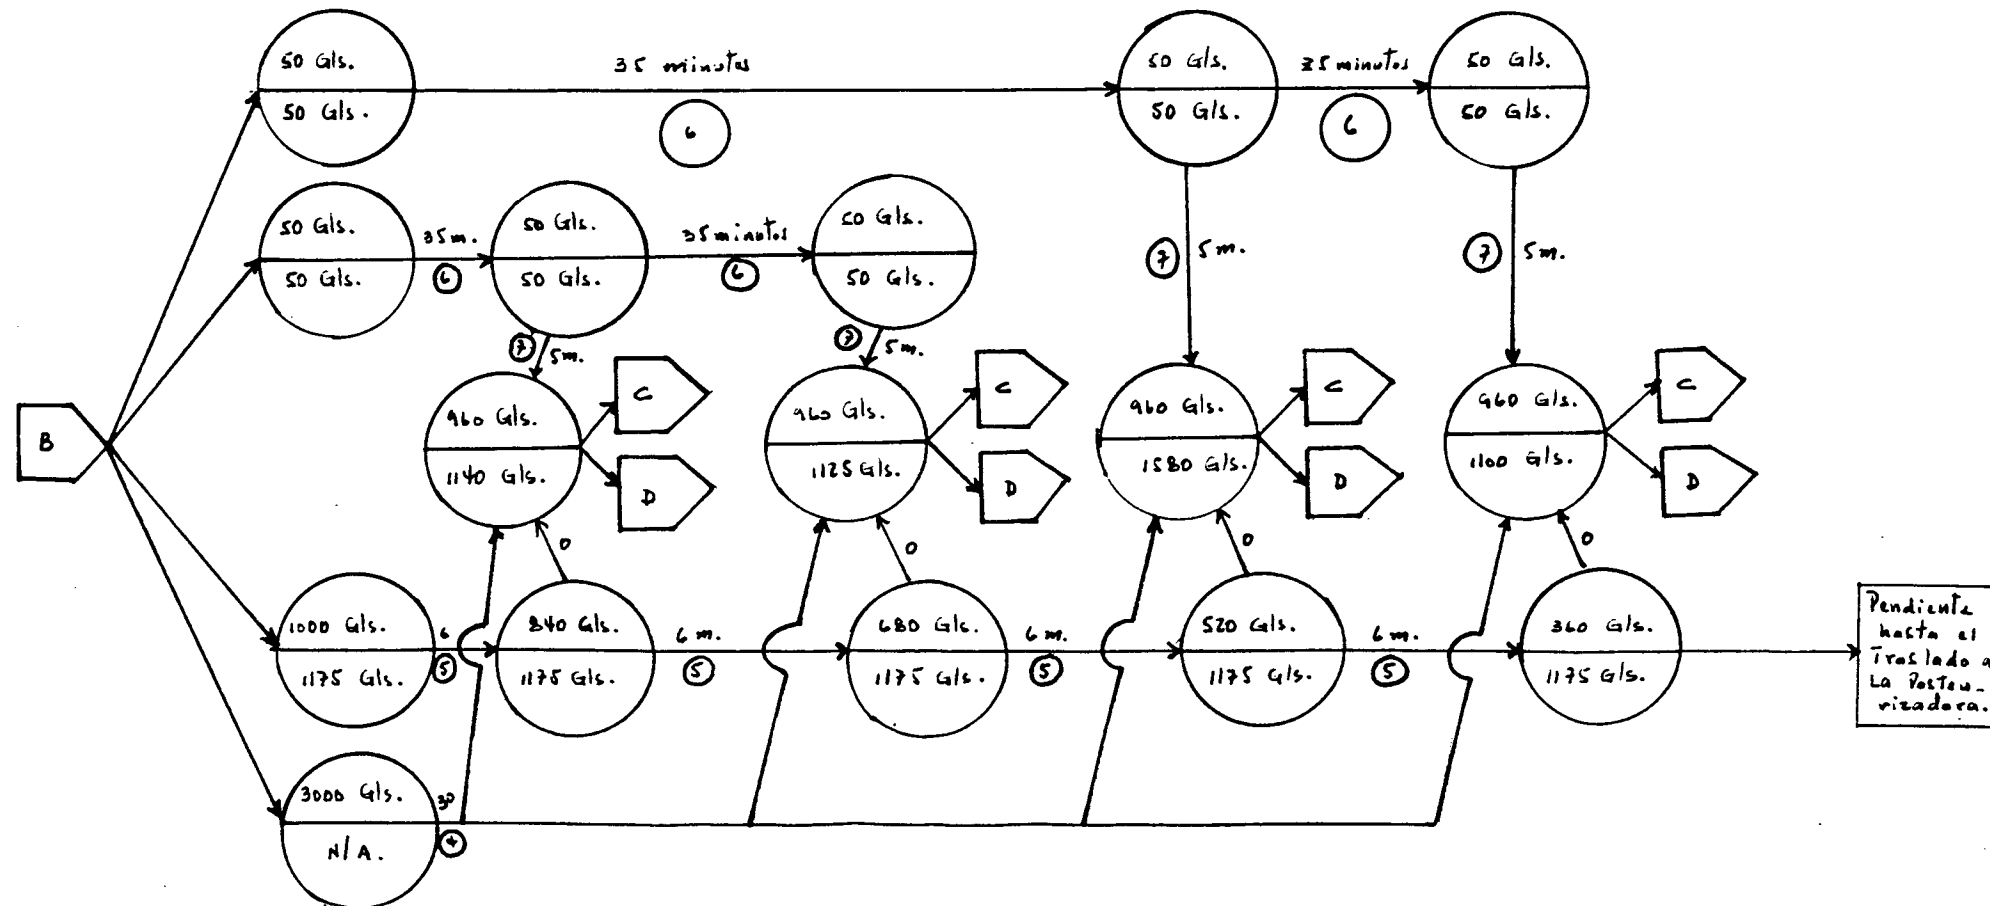 50 Gls.
50 Gls.
35 minutos
6
50 Gls.
50 Gls.
35 minutos
6
50 Gls.
50 Gls.
50 Gls.
50 Gls.
35m.
6
50 Gls.
50 Gls.
35 minutos
6
50 Gls.
50 Gls.
7
5m.
7
5m.
7
5m.
7
5m.
B
960 Gls.
1140 Gls.
C
D
960 Gls.
1125 Gls.
C
D
960 Gls.
1580 Gls.
C
D
960 Gls.
1100 Gls.
C
D
0
0
0
0
1000 Gls.
1175 Gls.
6
5
840 Gls.
1175 Gls.
6 m.
5
680 Gls.
1175 Gls.
6 m.
5
520 Gls.
1175 Gls.
6 m.
5
360 Gls.
1175 Gls.
Pendiente
hasta el
Traslado a
La Posteu-
rizadora.
3000 Gls.
N/A.
30
4